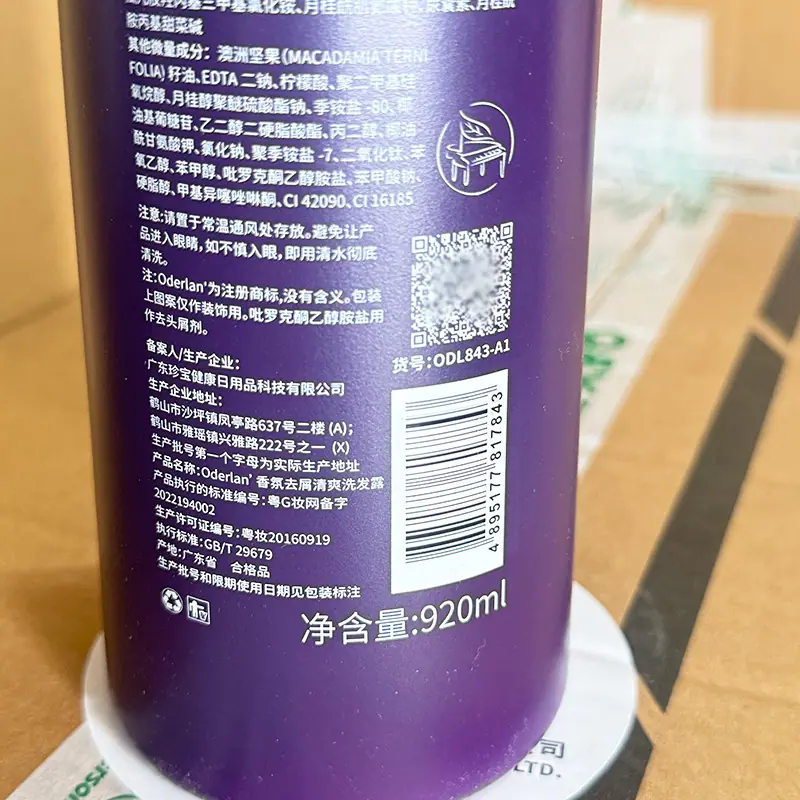 胺丙基甜菜碱
其他微量成分：澳洲坚果(MACADAMIA TERNI
FOLIA) 籽油、EDTA 二钠、柠檬酸、聚二甲基硅
氧烷醇、月桂醇聚醚硫酸酯钠、季铵盐 -80、椰
油基葡糖苷、乙二醇二硬脂酸酯、丙二醇、椰油
酰甘氨酸钾、氯化钠、聚季铵盐 -7、二氧化钛、苯
氧乙醇、苯甲醇、吡罗克酮乙醇胺盐、苯甲酸钠、
硬脂醇、甲基异噻唑啉酮、CI 42090、CI 16185
注意:请置于常温通风处存放。避免让产
品进入眼睛，如不慎入眼，即用清水彻底
清洗。
注：Oderlan'为注册商标，没有含义。包装
上图案仅作装饰用。吡罗克酮乙醇胺盐用
作去头屑剂。
货号：ODL843-A1
备案人/生产企业：
广东珍宝健康日用品科技有限公司
生产企业地址：
鹤山市沙坪镇凤亭路637号二楼 (A)；
鹤山市雅瑶镇兴雅路222号之一 (X)
生产批号第一个字母为实际生产地址
产品名称：Oderlan' 香氛去屑清爽洗发露
产品执行的标准编号：粤G妆网备字
2022194002
生产许可证编号：粤妆20160919
执行标准：GB/T 29679
产地：广东省 合格品
生产批号和限期使用日期见包装标注
4 895177 817843
净含量:920ml
司
LTD.